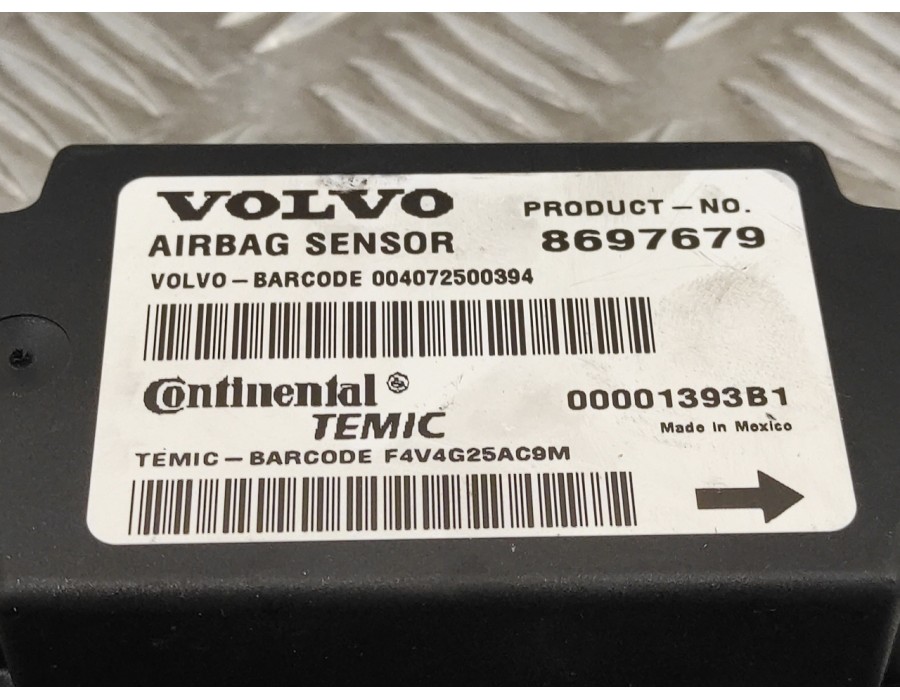 VOLVO
PRODUCT – NO.
AIRBAG SENSOR
8697679
VOLVO – BARCODE 004072500394
Continental
TEMIC
00001393B1
Made In Mexico
TEMIC – BARCODE F4V4G25AC9M